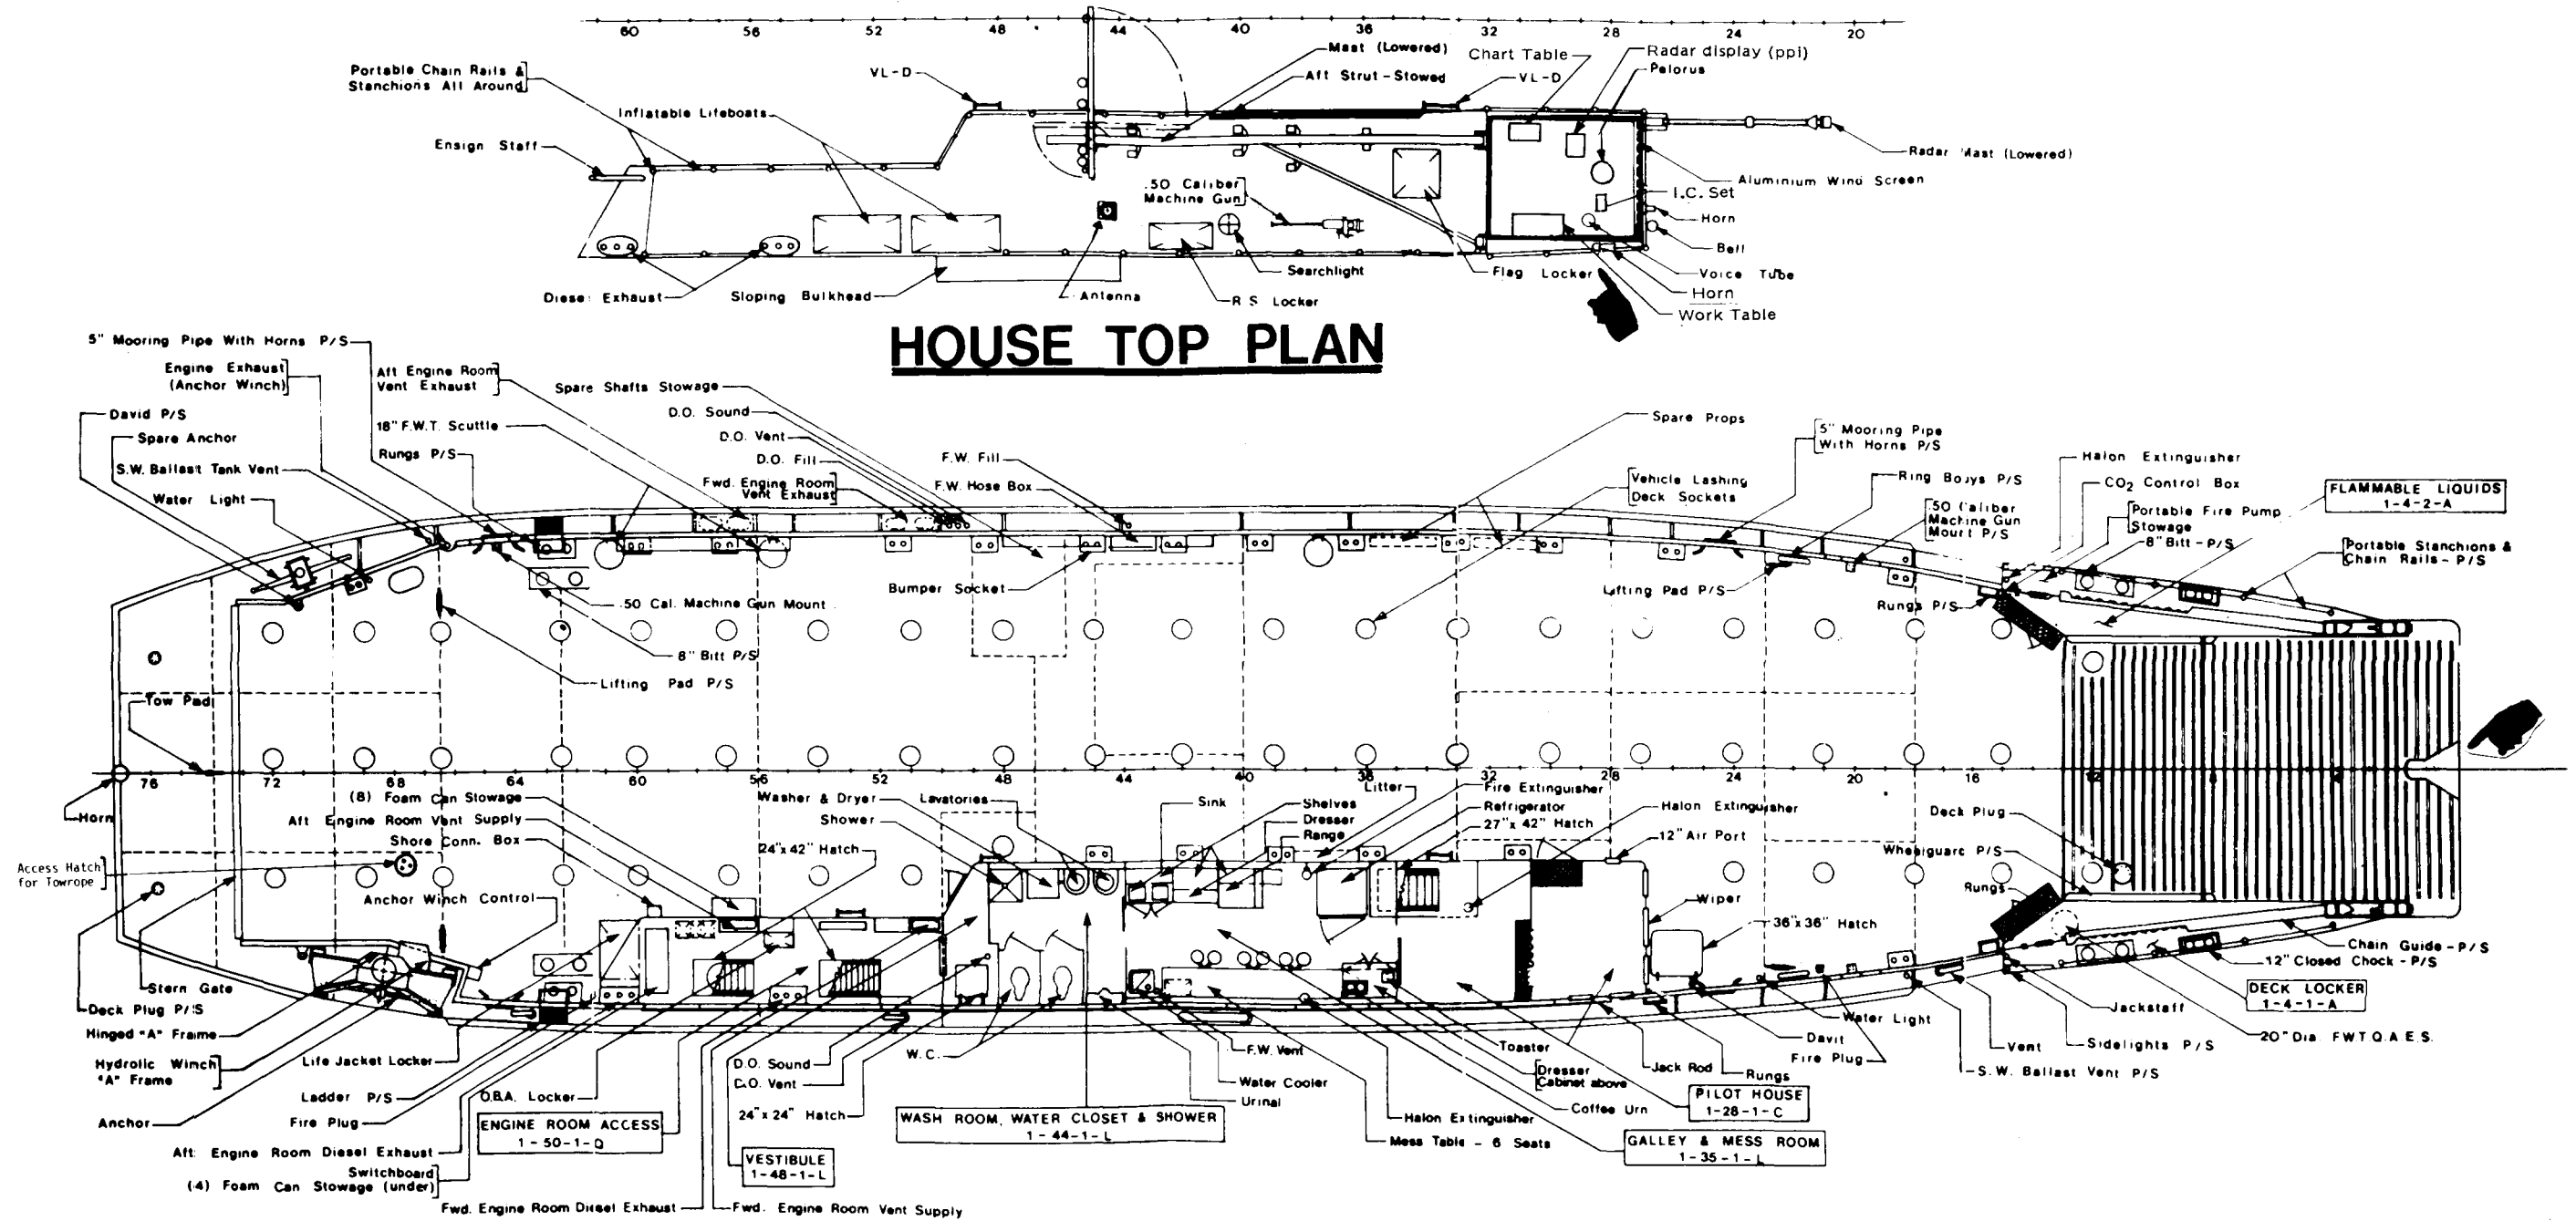 60 56 52 48 44 40 36 32 28 24 20
Portable Chain Rails &
Stanchions All Around
VL-D
Mast (Lowered)
Aft Strut-Stowed
Chart Table
VL-D
Radar display (ppi)
Pelorus
Inflatable Lifeboats
Ensign Staff
.50 Caliber
Machine Gun
Radar Mast (Lowered)
Aluminium Wind Screen
I.C. Set
Horn
Bell
Voice Tube
Horn
Work Table
Diesel Exhaust
Sloping Bulkhead
Antenna
R S Locker
Searchlight
Flag Locker
HOUSE TOP PLAN
5" Mooring Pipe With Horns P/S
Engine Exhaust
(Anchor Winch)
Aft Engine Room
Vent Exhaust
Spare Shafts Stowage
David P/S
Spare Anchor
18" F.W.T. Scuttle
D.O. Sound
D.O. Vent
D.O. Fill
S.W. Ballast Tank Vent
Rungs P/S
Water Light
Fwd. Engine Room
Vent Exhaust
F.W. Fill
F.W. Hose Box
Spare Props
5" Mooring Pipe
With Horns P/S
Vehicle Lashing
Deck Sockets
Ring Bouys P/S
Halon Extinguisher
CO2 Control Box
.50 Caliber
Machine Gun
Mount P/S
Portable Fire Pump
Stowage
8" Bitt-P/S
FLAMMABLE LIQUIDS
1-4-2-A
Portable Stanchions &
Chain Rails-P/S
Bumper Socket
.50 Cal. Machine Gun Mount
Lifting Pad P/S
Rungs P/S
8" Bitt P/S
Lifting Pad P/S
Tow Pad
76 72 68 64 60 56 52 48 44 40 36 32 28 24 20 16 12
Horn
(8) Foam Can Stowage
Aft Engine Room Vent Supply
Shore Conn. Box
Washer & Dryer
Shower
Lavatories
Sink
Shelves
Dresser
Range
Litter
Fire Extinguisher
Refrigerator
27"x 42" Hatch
Halon Extinguisher
12" Air Port
Deck Plug
Wheelguard P/S
Rungs
24"x 42" Hatch
Access Hatch
for Towrope
Anchor Winch Control
Wiper
36"x36" Hatch
Chain Guide-P/S
12" Closed Chock-P/S
DECK LOCKER
1-4-1-A
20" Dia. F.W.T.Q.A.E.S.
Stern Gate
Deck Plug P/S
Hinged "A" Frame
Hydrolic Winch
"A" Frame
Life Jacket Locker
Ladder P/S
Fire Plug
Anchor
Aft Engine Room Diesel Exhaust
Switchboard
(4) Foam Can Stowage (under)
O.B.A. Locker
ENGINE ROOM ACCESS
1-50-1-Q
Fwd. Engine Room Diesel Exhaust
Fwd. Engine Room Vent Supply
D.O. Sound
D.O. Vent
24"x 24" Hatch
VESTIBULE
1-48-1-L
W.C.
WASH ROOM, WATER CLOSET & SHOWER
1-44-1-L
F.W. Vent
Water Cooler
Urinal
Halon Extinguisher
Mess Table - 6 Seats
Toaster
Dresser
Cabinet above
Coffee Urn
GALLEY & MESS ROOM
1-35-1-L
PILOT HOUSE
1-28-1-C
Jack Rod
Rungs
Fire Plug
Davit
Water Light
Vent
Sidelights P/S
Jackstaff
S.W. Ballast Vent P/S